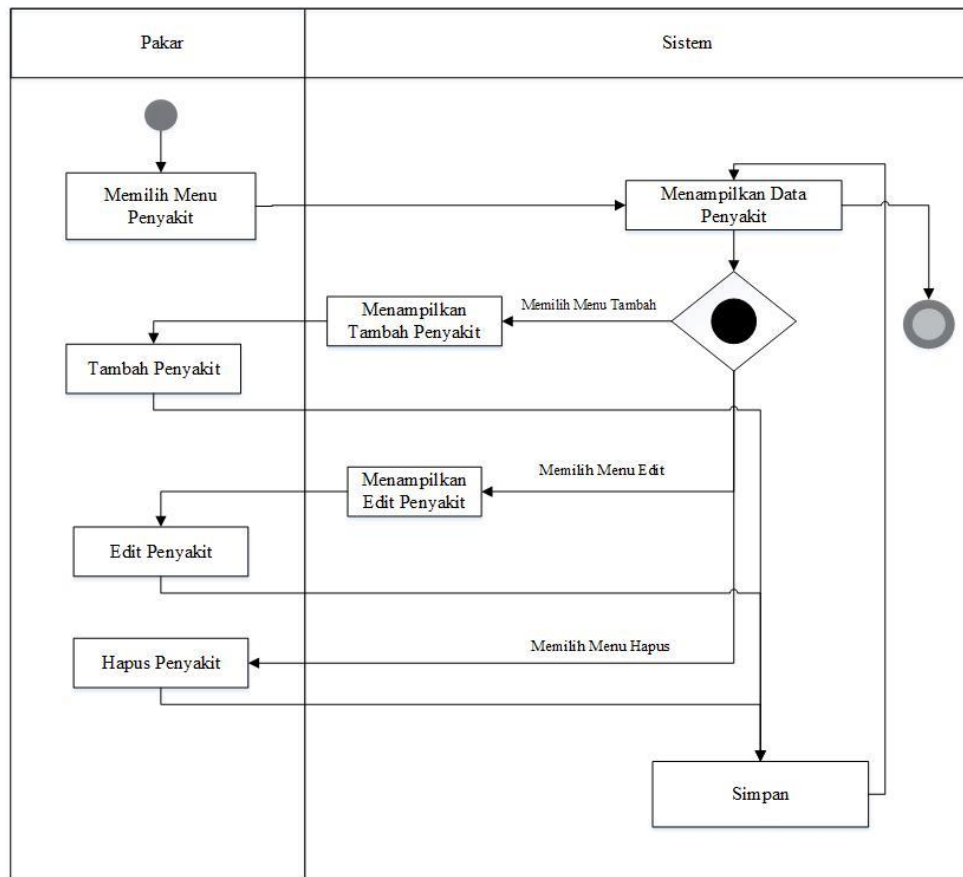 Pakar
Sistem
Memilih Menu
Penyakit
Menampilkan Data
Penyakit
Memilih Menu Tambah
Menampilkan
Tambah Penyakit
Tambah Penyakit
Memilih Menu Edit
Menampilkan
Edit Penyakit
Edit Penyakit
Memilih Menu Hapus
Hapus Penyakit
Simpan